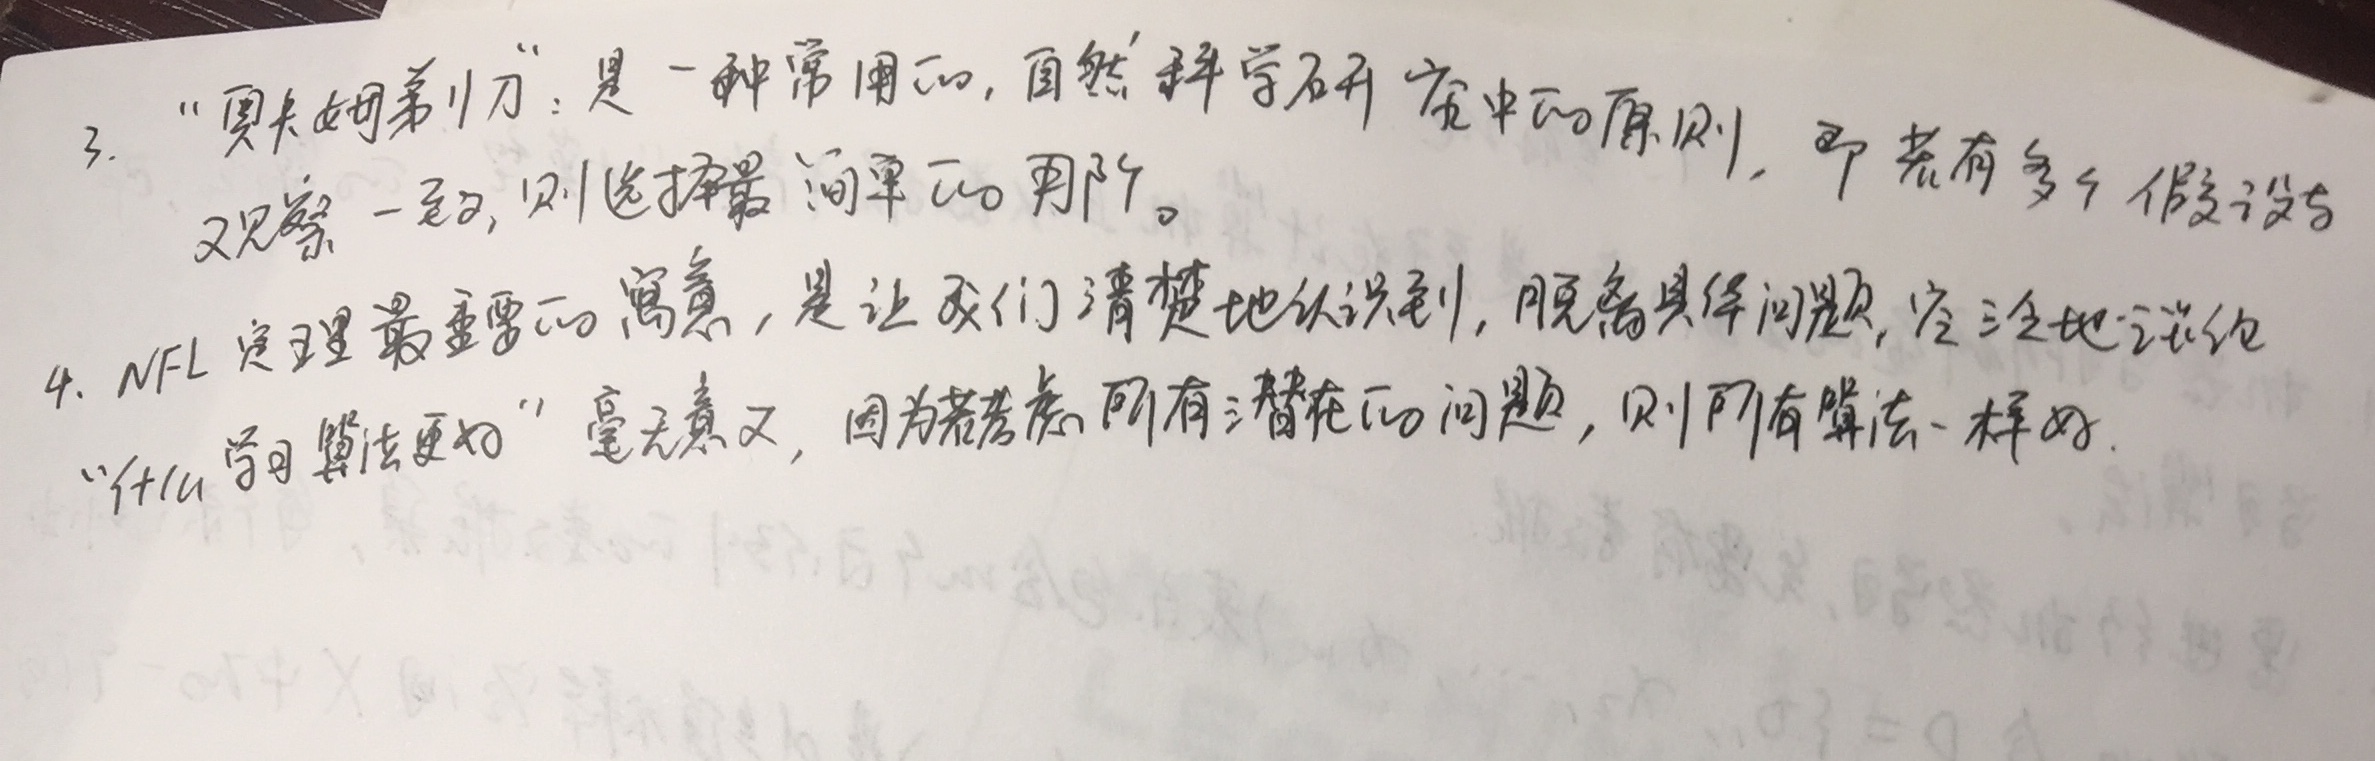 3. “奥卡姆剃刀”：是一种常用的，自然科学研究中的原则，即若有多个假设与
观察一致，则选择最简单的那个。
4. NFL 定理最重要的寓意，是让我们清楚地认识到，脱离具体问题，空泛地谈论
“什么学习算法更好”毫无意义，因为若考虑所有潜在的问题，则所有算法一样好.